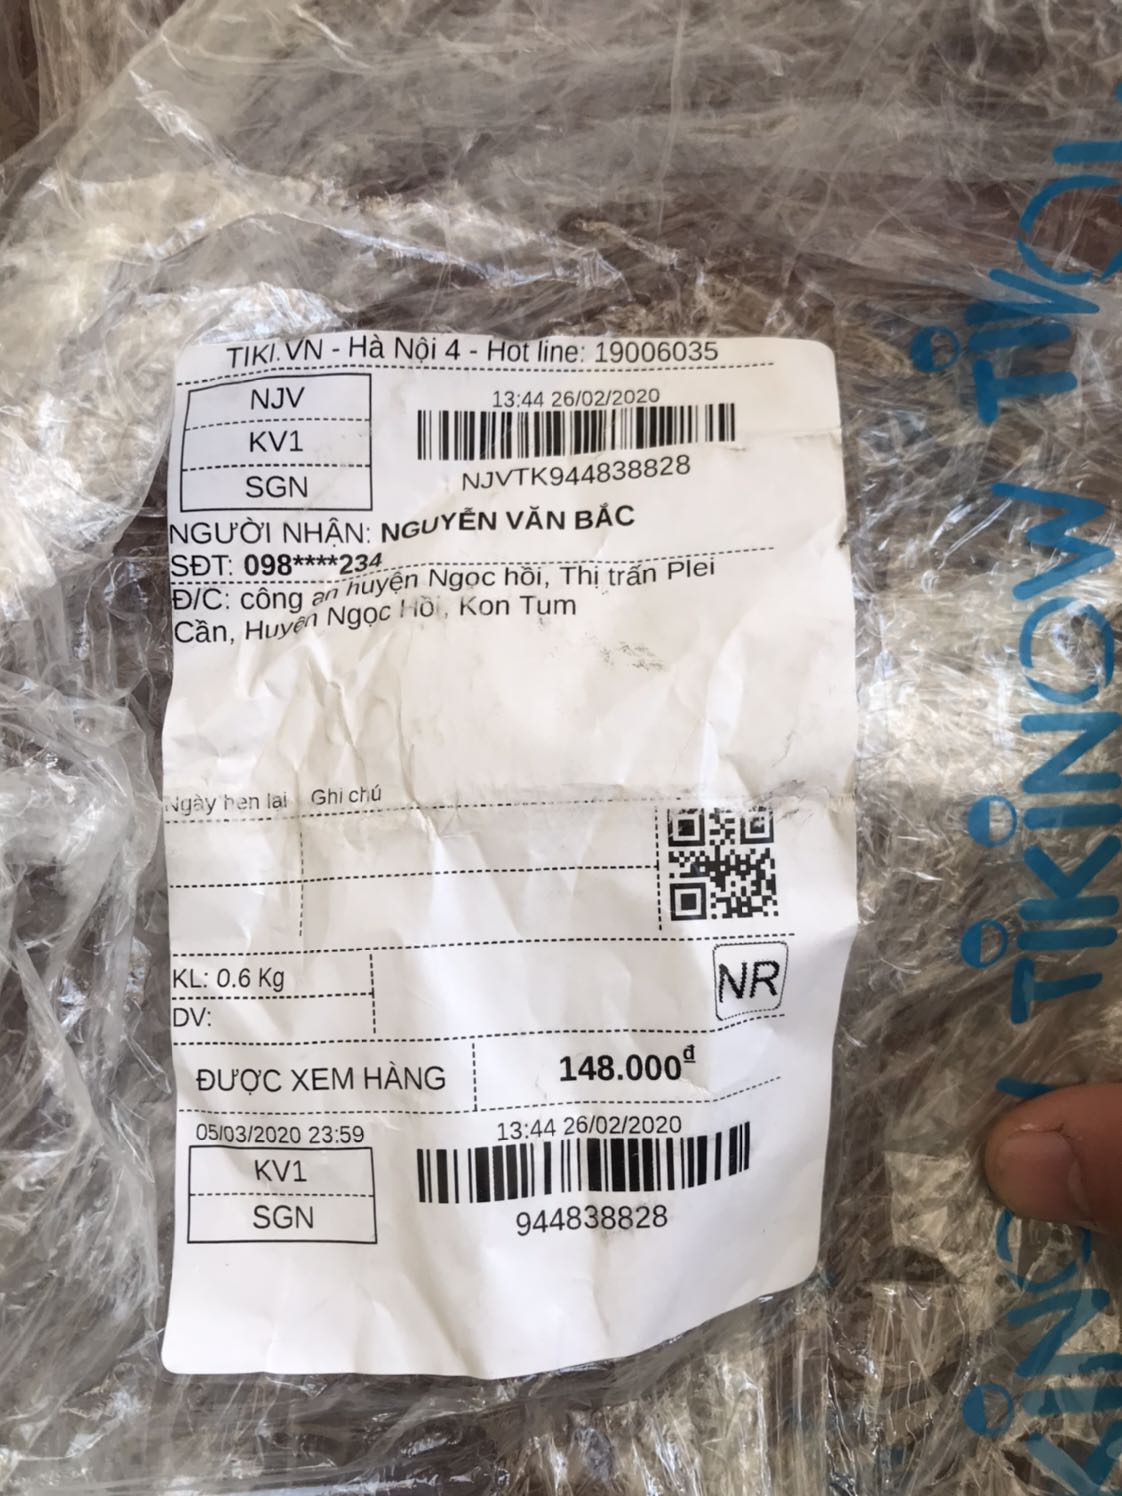 TIKI.VN - Hà Nội 4 - Hot line: 19006035
NJV
KV1
SGN
13:44 26/02/2020
NJVTK944838828
NGƯỜI NHẬN: NGUYỄN VĂN BẮC
SĐT: 098****234
Đ/C: công an huyện Ngọc hồi, Thị trấn Plei
Cần, Huyện Ngọc Hồi, Kon Tum
Ngày hẹn lại Ghi chú
KL: 0.6 Kg
DV:
NR
ĐƯỢC XEM HÀNG
148.000đ
05/03/2020 23:59
KV1
SGN
13:44 26/02/2020
944838828
TIKINOW TIKINOW TIKI